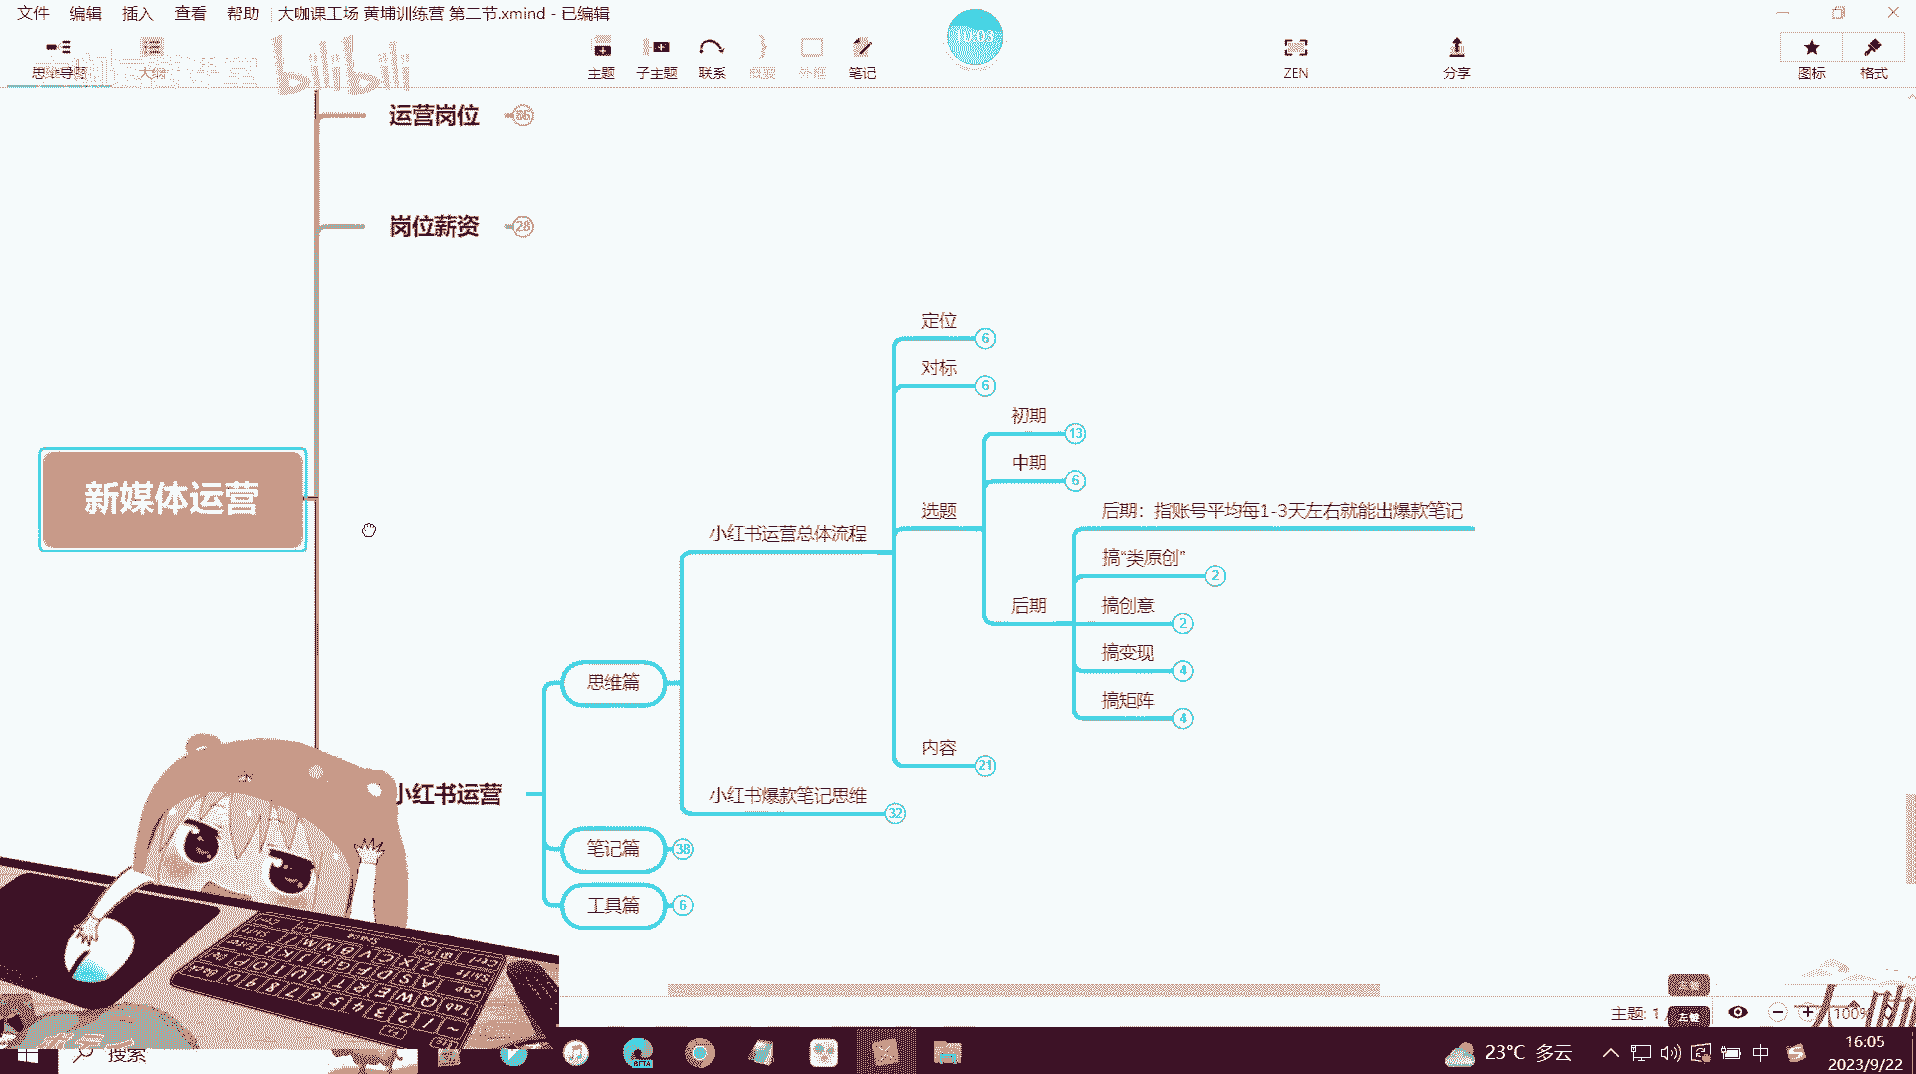 文件 编辑 插入 查看 帮助 大咖课工场 黄埔训练营 第二节.xmind - 已编辑
10:03
思维导图 大纲 主题 子主题 联系 概要 外框 笔记 ZEN 分享 图标 格式
bilibili
运营岗位 86
岗位薪资 28
新媒体运营
定位 6
对标 6
初期 13
中期 6
选题
后期：指账号平均每1-3天左右就能出爆款笔记
小红书运营总体流程
搞“类原创” 2
后期
搞创意 2
搞变现 4
思维篇
搞矩阵 4
内容 21
小红书运营
小红书爆款笔记思维 32
笔记篇 38
工具篇 6
主题: 1
左键
100%
大咖
搜索
BETA
23°C 多云
中
16:05
2023/9/22